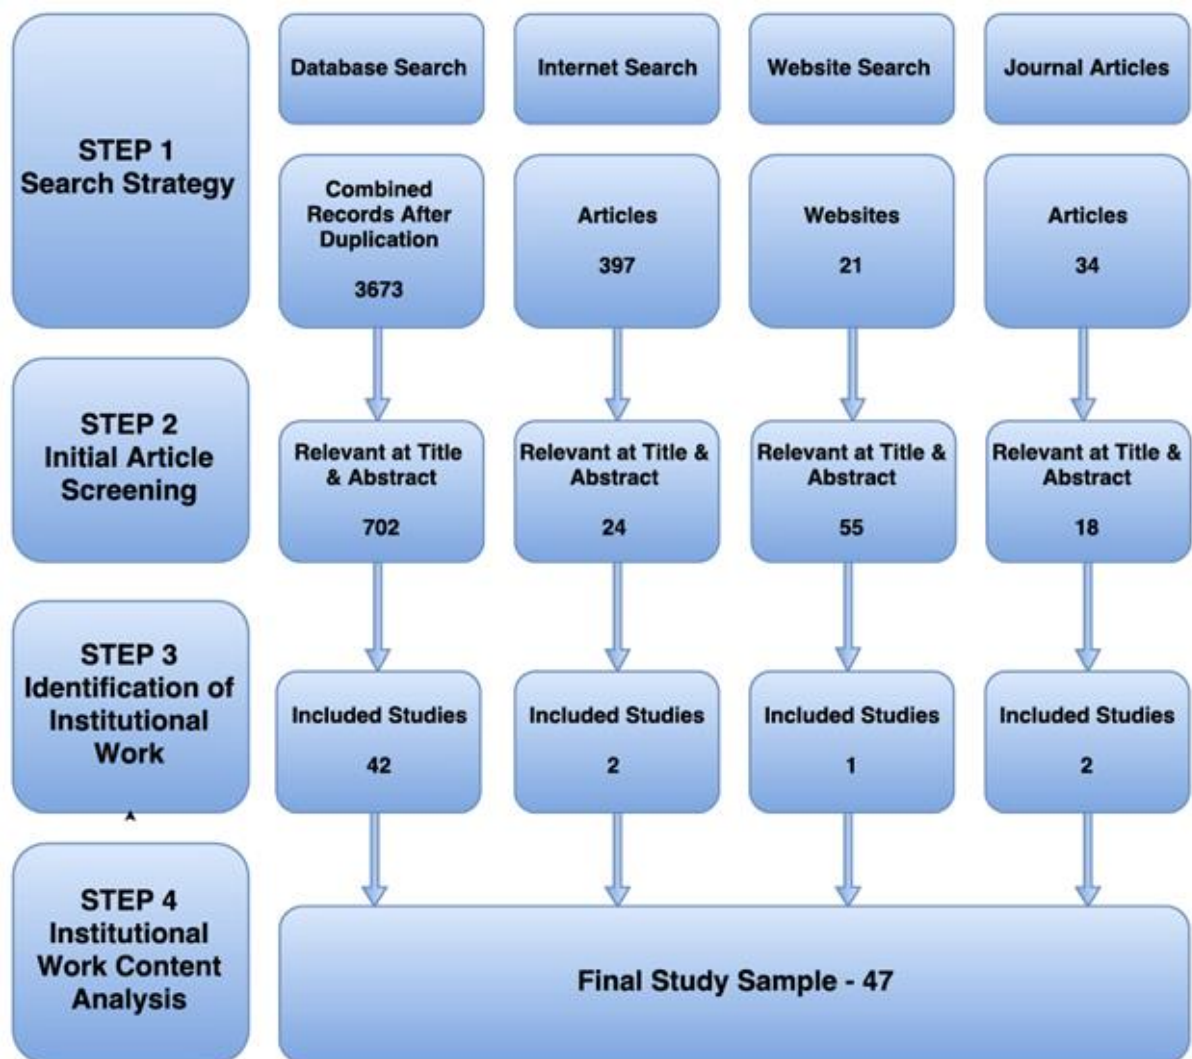 STEP 1
Search Strategy
Database Search
Internet Search
Website Search
Journal Articles
Combined
Records After
Duplication
3673
Articles
397
Websites
21
Articles
34
STEP 2
Initial Article
Screening
Relevant at Title
& Abstract
702
Relevant at Title &
Abstract
24
Relevant at Title &
Abstract
55
Relevant at Title &
Abstract
18
STEP 3
Identification of
Institutional
Work
Included Studies
42
Included Studies
2
Included Studies
1
Included Studies
2
STEP 4
Institutional
Work Content
Analysis
Final Study Sample - 47